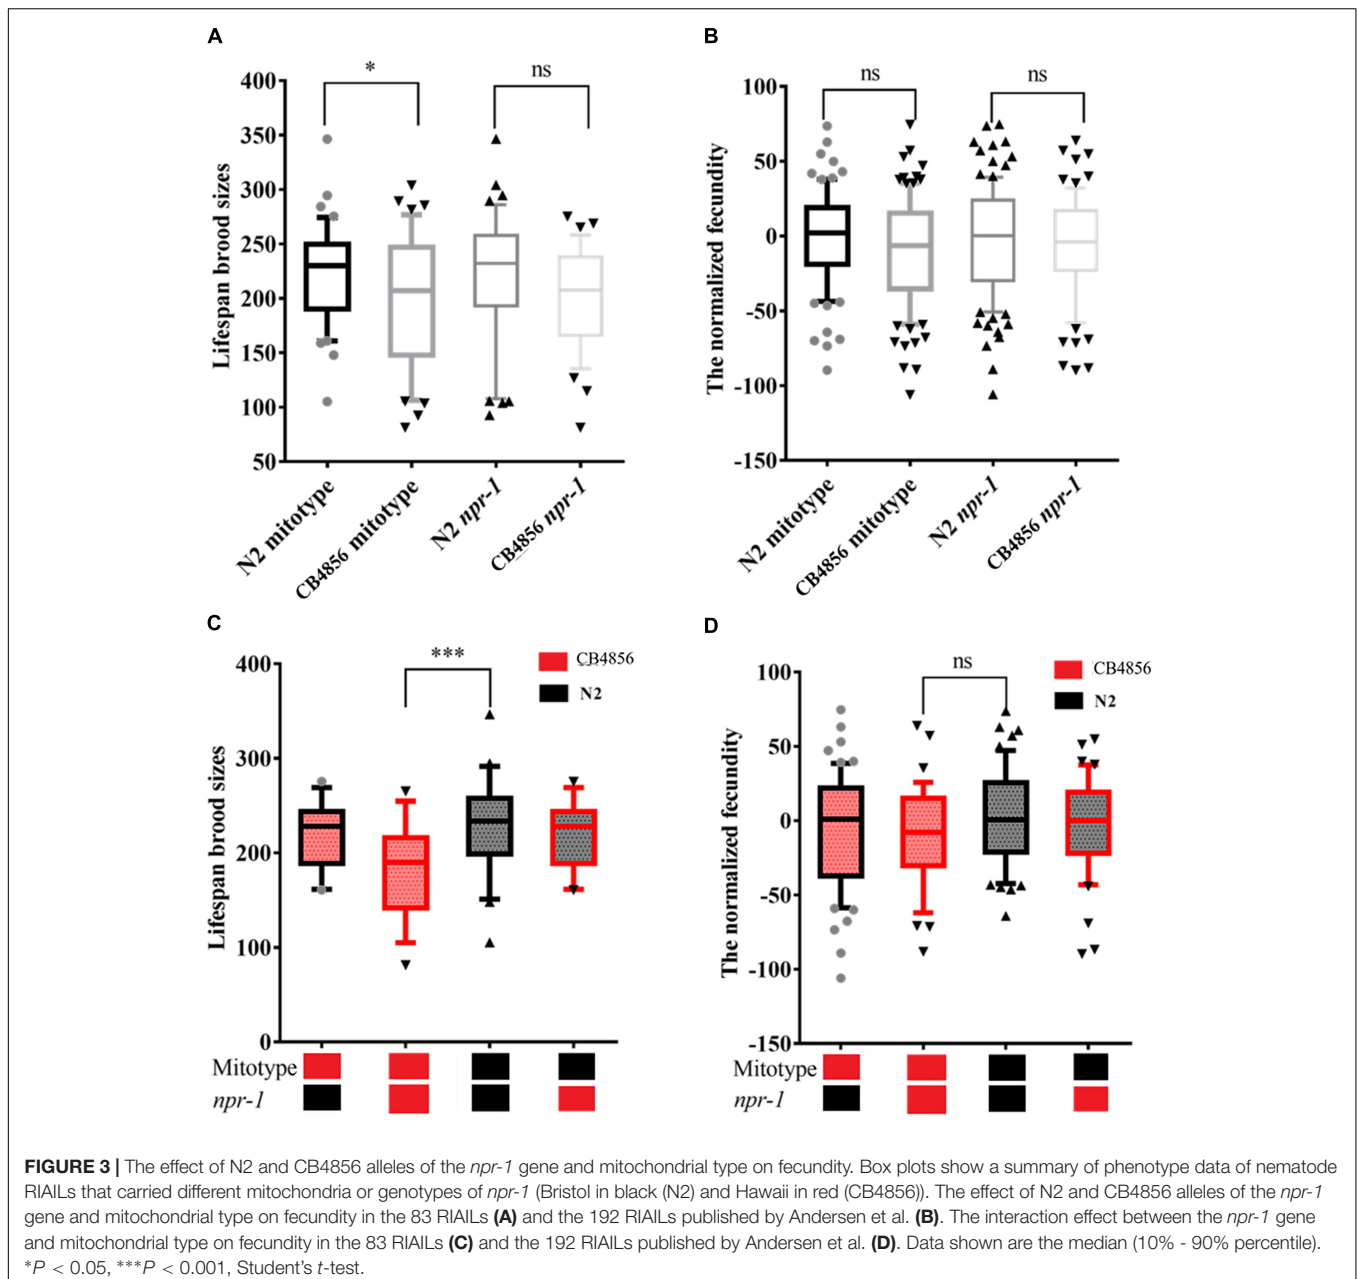 A
*
ns
400
350
300
250
200
150
100
50
Lifespan brood sizes
N2 mitotype
CB4856 mitotype
N2 npr-1
CB4856 npr-1
B
ns
ns
100
50
0
-50
-100
-150
The normalized fecundity
N2 mitotype
CB4856 mitotype
N2 npr-1
CB4856 npr-1
C
***
CB4856
N2
400
300
200
100
0
Lifespan brood sizes
Mitotype
npr-1
D
ns
CB4856
N2
100
50
0
-50
-100
-150
The normalized fecundity
Mitotype
npr-1
FIGURE 3 | The effect of N2 and CB4856 alleles of the npr-1 gene and mitochondrial type on fecundity. Box plots show a summary of phenotype data of nematode
RIAILs that carried different mitochondria or genotypes of npr-1 (Bristol in black (N2) and Hawaii in red (CB4856)). The effect of N2 and CB4856 alleles of the npr-1
gene and mitochondrial type on fecundity in the 83 RIAILs (A) and the 192 RIAILs published by Andersen et al. (B). The interaction effect between the npr-1 gene
and mitochondrial type on fecundity in the 83 RIAILs (C) and the 192 RIAILs published by Andersen et al. (D). Data shown are the median (10% - 90% percentile).
*P < 0.05, ***P < 0.001, Student's t-test.